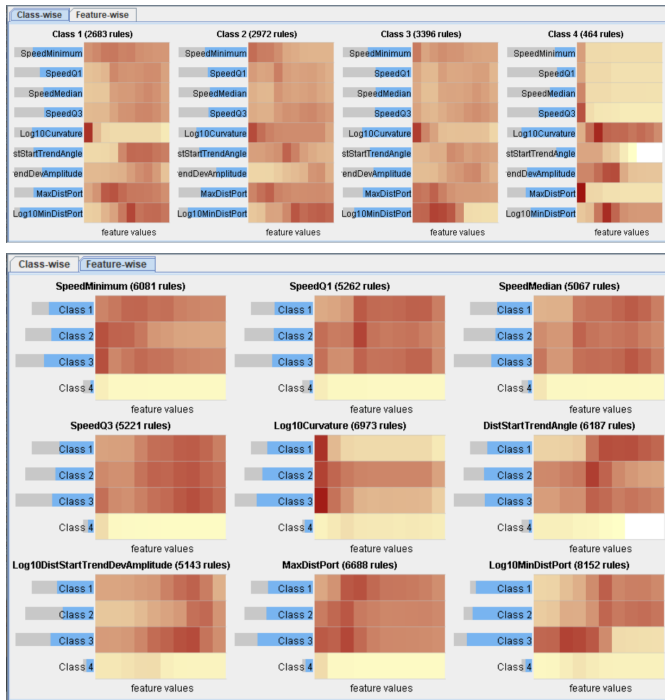 Class-wise Feature-wise
Class 1 (2683 rules) Class 2 (2972 rules) Class 3 (3396 rules) Class 4 (464 rules)
SpeedMinimum SpeedMinimum SpeedMinimum SpeedMinimum
SpeedQ1 SpeedQ1 SpeedQ1 SpeedQ1
SpeedMedian SpeedMedian SpeedMedian SpeedMedian
SpeedQ3 SpeedQ3 SpeedQ3 SpeedQ3
Log10Curvature Log10Curvature Log10Curvature Log10Curvature
stStartTrendAngle stStartTrendAngle stStartTrendAngle stStartTrendAngle
endDevAmplitude endDevAmplitude endDevAmplitude endDevAmplitude
MaxDistPort MaxDistPort MaxDistPort MaxDistPort
Log10MinDistPort Log10MinDistPort Log10MinDistPort Log10MinDistPort
feature values feature values feature values feature values
Class-wise Feature-wise
SpeedMinimum (6081 rules) SpeedQ1 (5262 rules) SpeedMedian (5067 rules)
Class 1 Class 1 Class 1
Class 2 Class 2 Class 2
Class 3 Class 3 Class 3
Class 4 Class 4 Class 4
feature values feature values feature values
SpeedQ3 (5221 rules) Log10Curvature (6973 rules) DistStartTrendAngle (6187 rules)
Class 1 Class 1 Class 1
Class 2 Class 2 Class 2
Class 3 Class 3 Class 3
Class 4 Class 4 Class 4
feature values feature values feature values
Log10DistStartTrendDevAmplitude (5143 rules) MaxDistPort (6688 rules) Log10MinDistPort (8152 rules)
Class 1 Class 1 Class 1
Class 2 Class 2 Class 2
Class 3 Class 3 Class 3
Class 4 Class 4 Class 4
feature values feature values feature values